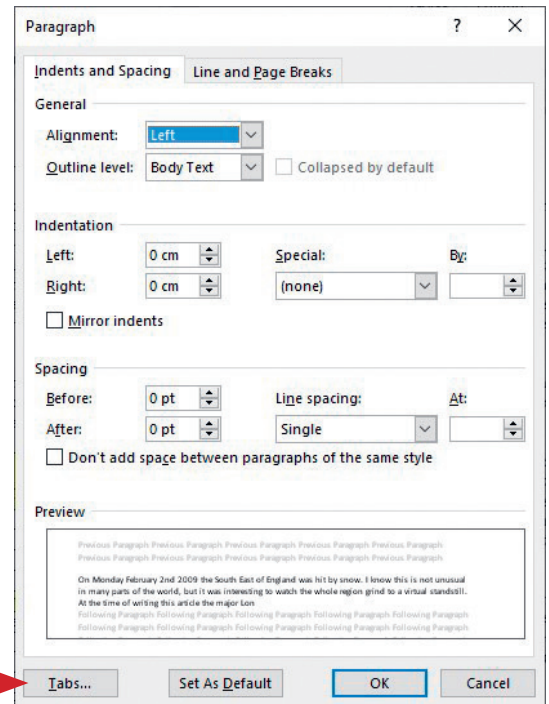 Paragraph ? ×
Indents and Spacing Line and Page Breaks
General
Alignment: Left
Outline level: Body Text Collapsed by default
Indentation
Left: 0 cm Special: By:
Right: 0 cm (none)
Mirror indents
Spacing
Before: 0 pt Line spacing: At:
After: 0 pt Single
Don't add space between paragraphs of the same style
Preview
Previous Paragraph Previous Paragraph Previous Paragraph Previous Paragraph Previous Paragraph
Previous Paragraph Previous Paragraph Previous Paragraph Previous Paragraph Previous Paragraph
On Monday February 2nd 2009 the South East of England was hit by snow. I know this is not unusual
in many parts of the world, but it was interesting to watch the whole region grind to a virtual standstill.
At the time of writing this article the major Lon
Following Paragraph Following Paragraph Following Paragraph Following Paragraph Following Paragraph
Following Paragraph Following Paragraph Following Paragraph Following Paragraph Following Paragraph
Tabs... Set As Default OK Cancel